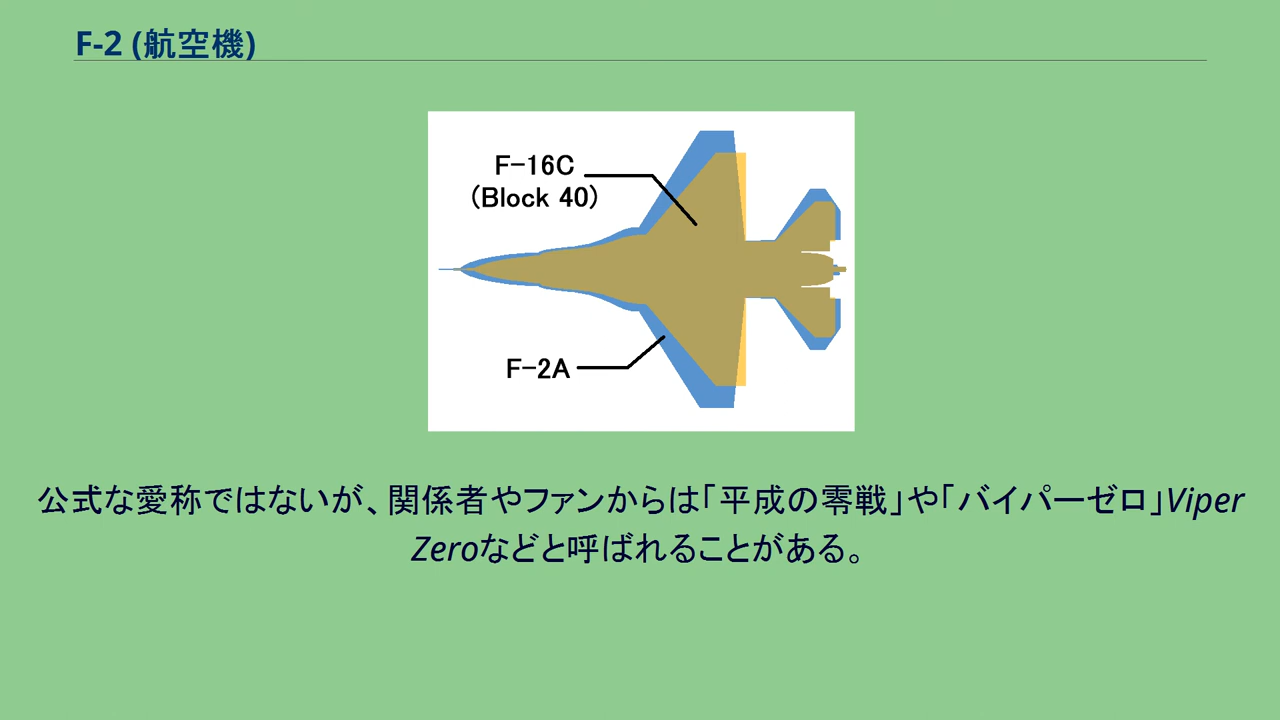 F-2 (航空機)
F-16C
(Block 40)
F-2A
公式な愛称ではないが、関係者やファンからは「平成の零戦」や「バイパーゼロ」Viper
Zeroなどと呼ばれることがある。